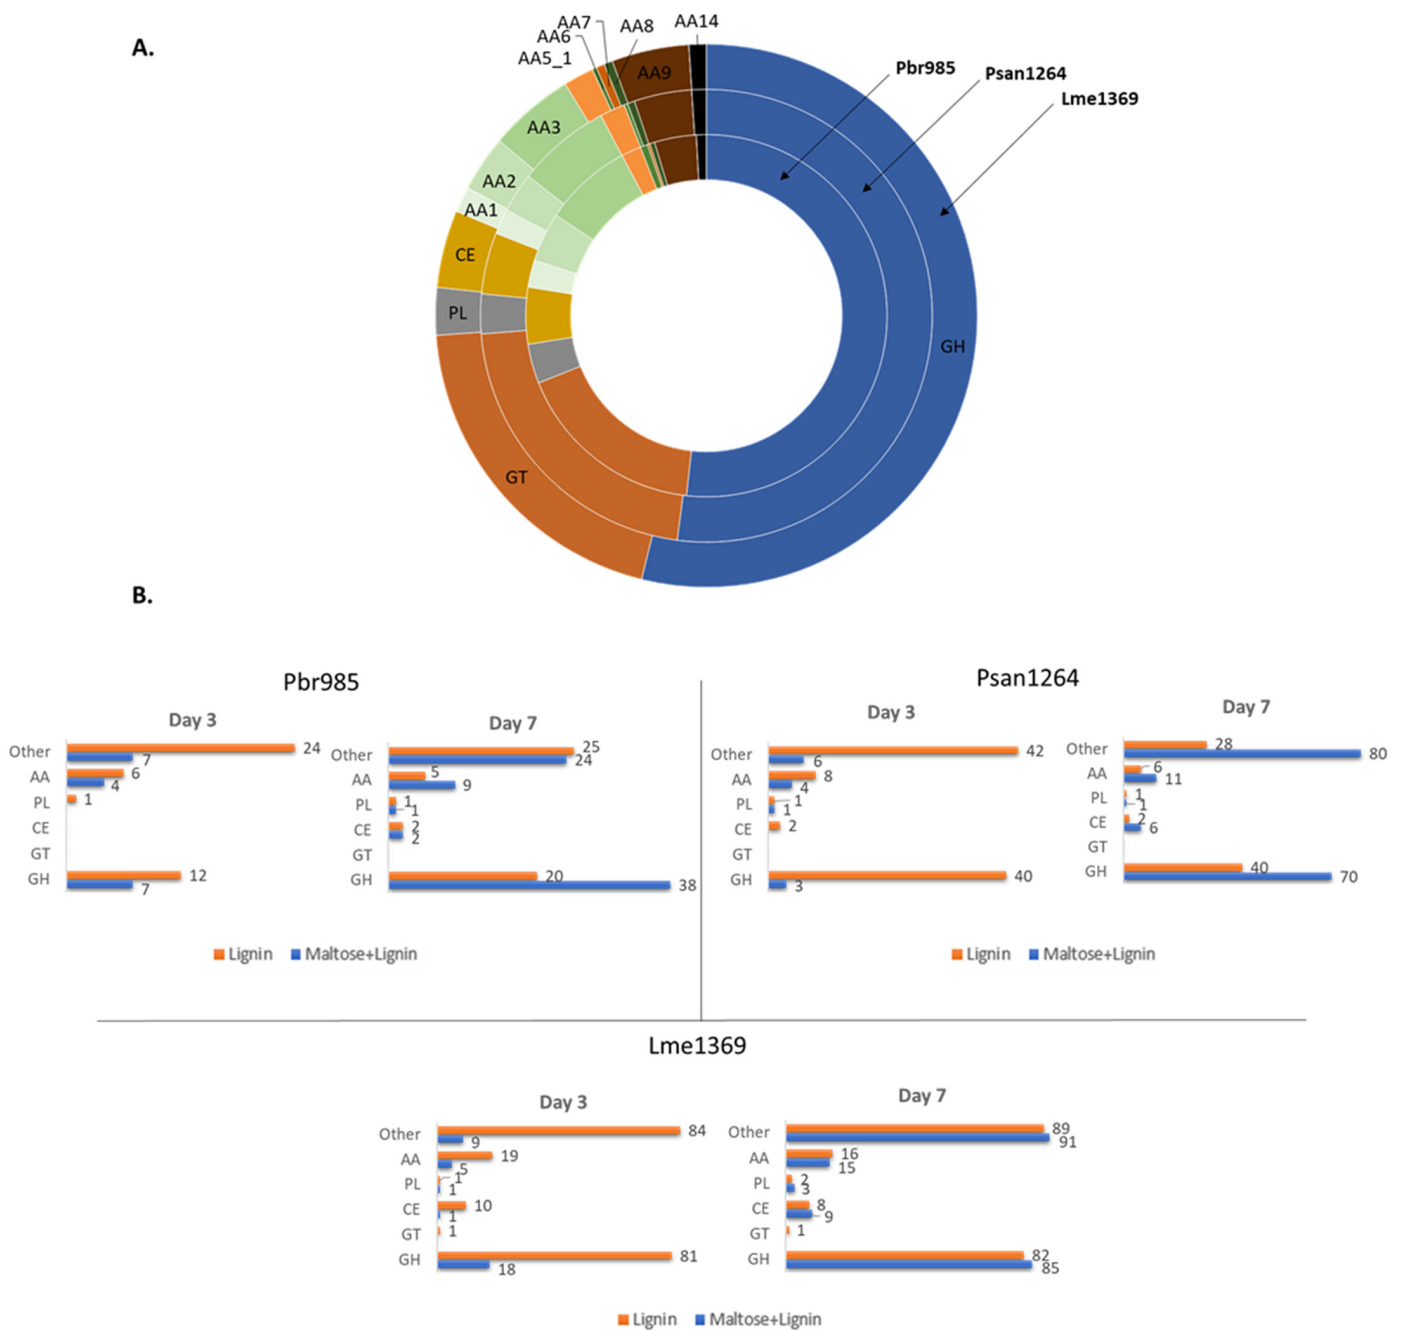 A.
AA7
AA8
AA14
AA6
AA5_1
AA9
Pbr985
Psan1264
Lme1369
AA3
AA2
AA1
CE
PL
GH
GT
B.
Pbr985
Day 3
Other 24
7
AA 6
4
PL 1
CE
GT
GH 12
7
Day 7
Other 25
24
AA 5
9
PL 1
1
CE 2
2
GT
GH 20
38
Lignin Maltose+Lignin
Psan1264
Day 3
Other 42
6
AA 8
4
PL 1
1
CE 2
GT
GH 40
3
Day 7
Other 28
80
AA 6
11
PL 1
1
CE 2
6
GT
GH 40
70
Lignin Maltose+Lignin
Lme1369
Day 3
Other 84
9
AA 19
5
PL 1
1
CE 10
1
GT 1
GH 81
18
Day 7
Other 89
91
AA 16
15
PL 2
3
CE 8
9
GT 1
GH 82
85
Lignin Maltose+Lignin